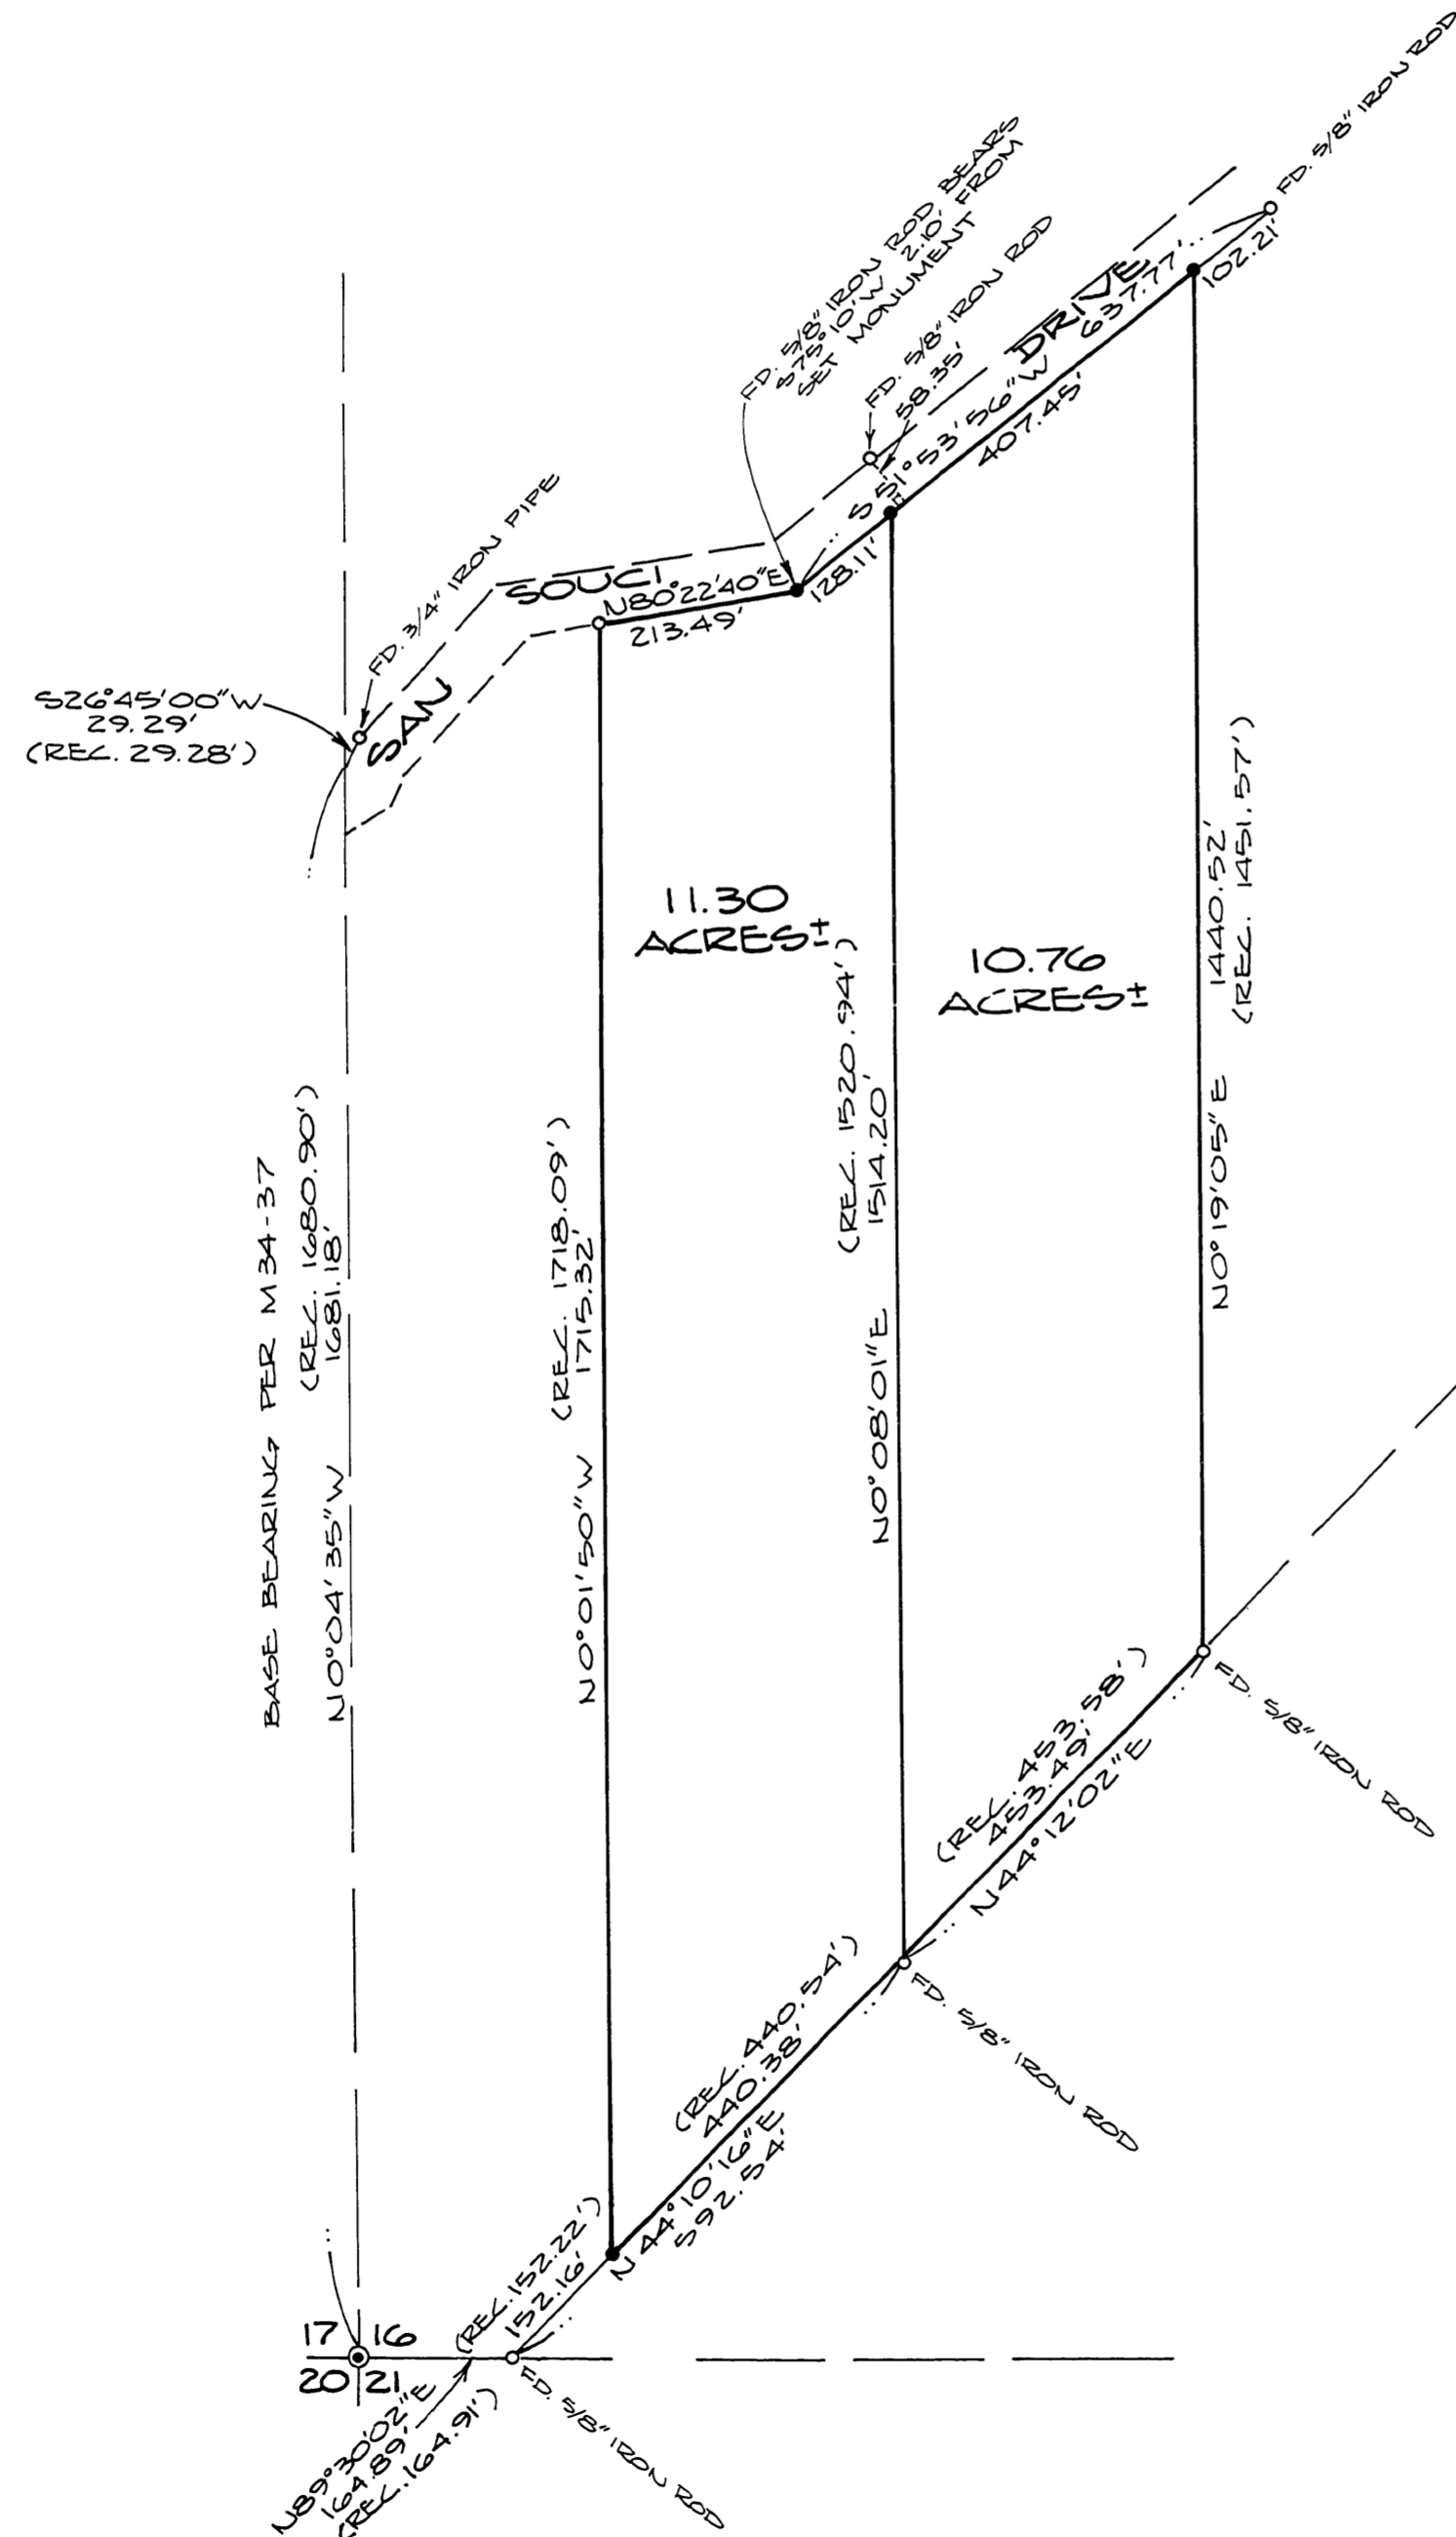 FD. 5/8" IRON ROD
FD. 5/8" IRON ROD BEARS
S75°10'W 2.10' FROM
SET MONUMENT
FD. 5/8" IRON ROD
58.35'
DRIVE
S 51°53'56"W 637.77'
102.21'
407.45'
128.11'
FD. 3/4" IRON PIPE
SOUCI
N80°22'40"E
213.49'
SAN
S26°45'00"W
29.29'
(REC. 29.28')
11.30
ACRES±
10.76
ACRES±
BASE BEARING PER M34-37
N0°04'35"W
(REC. 1680.90')
1681.18'
N0°01'50"W
(REC. 1718.09')
1715.32'
N0°08'01"E
(REC. 1520.94')
1514.20'
N0°19'05"E
1440.52'
(REC. 1451.57')
(REC. 453.58')
453.49'
N44°12'02"E
FD. 5/8" IRON ROD
(REC. 440.54')
440.38'
N44°10'16"E
592.54'
FD. 5/8" IRON ROD
(REC. 152.22')
152.16'
17 16
20 21
N89°30'02"E
164.89'
(REC. 164.91')
FD. 5/8" IRON ROD